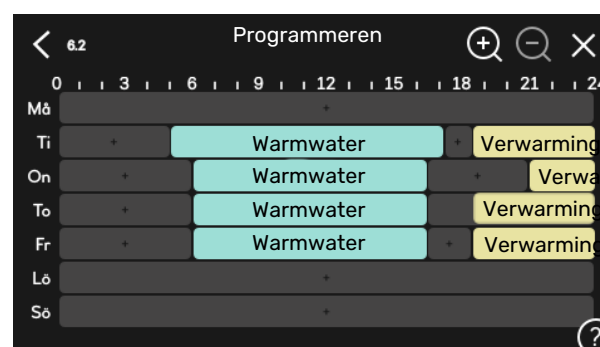 6.2 Programmeren
0 3 6 9 12 15 18 21 24
Må
Ti Warmwater Verwarming
On Warmwater Verwa
To Warmwater Verwarming
Fr Warmwater Verwarming
Lö
Sö
?